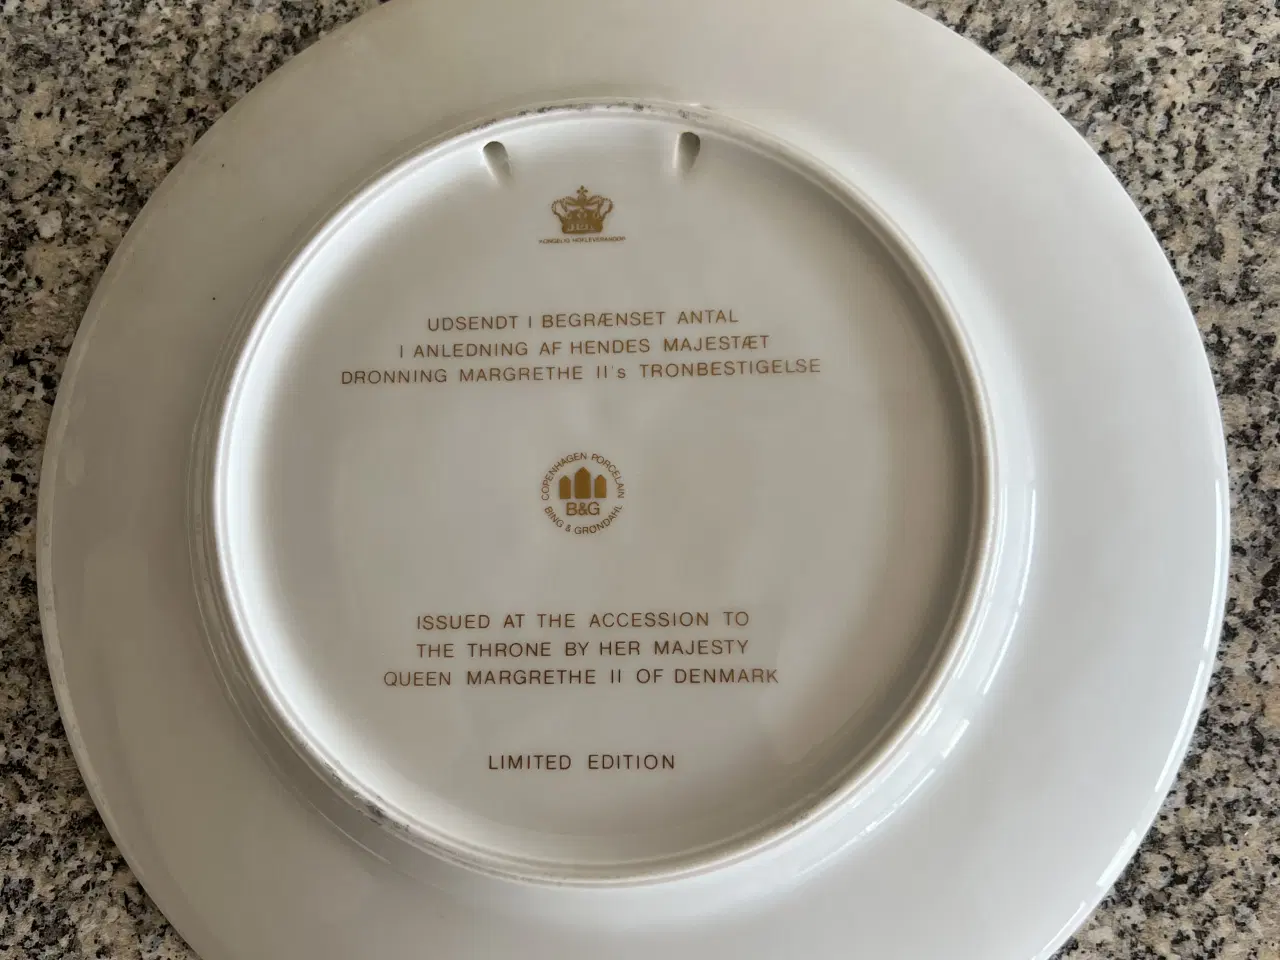 KONGELIG HOFLEVERANDØR
UDSENDT I BEGRÆNSET ANTAL
I ANLEDNING AF HENDES MAJESTÆT
DRONNING MARGRETHE II's TRONBESTIGELSE
COPENHAGEN PORCELAIN
B&G
BING & GRØNDAHL
ISSUED AT THE ACCESSION TO
THE THRONE BY HER MAJESTY
QUEEN MARGRETHE II OF DENMARK
LIMITED EDITION